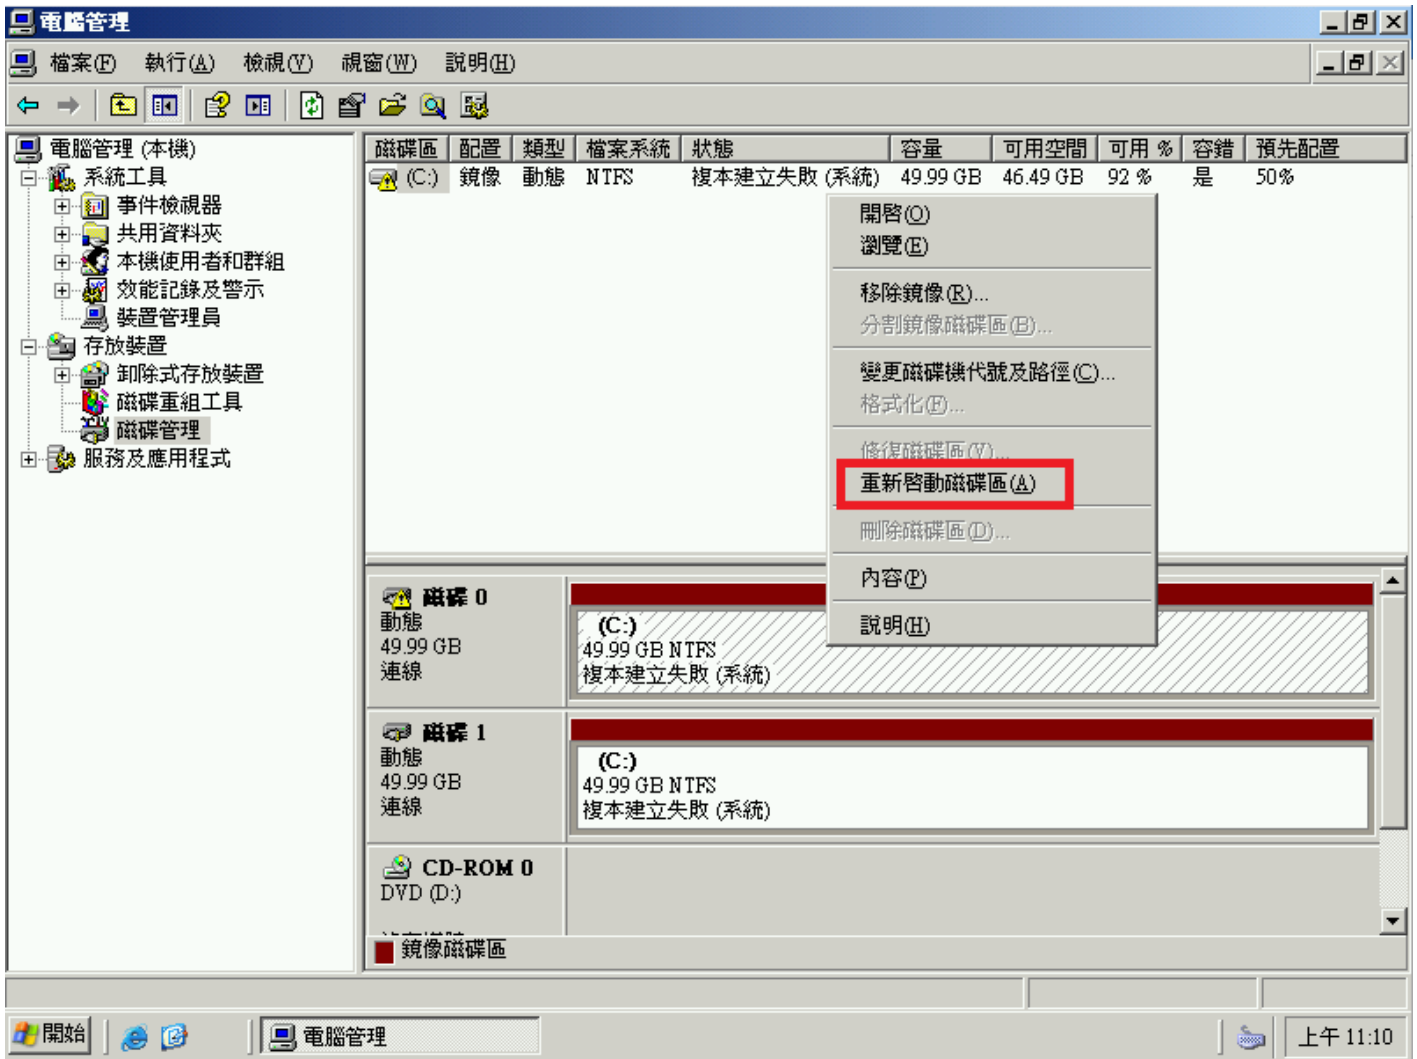 電腦管理
檔案(F) 執行(A) 檢視(V) 視窗(W) 說明(H)
電腦管理 (本機)
系統工具
事件檢視器
共用資料夾
本機使用者和群組
效能記錄及警示
裝置管理員
存放裝置
卸除式存放裝置
磁碟重組工具
磁碟管理
服務及應用程式
磁碟區 配置 類型 檔案系統 狀態 容量 可用空間 可用 % 容錯 預先配置
(C:) 鏡像 動態 NTFS 複本建立失敗 (系統) 49.99 GB 46.49 GB 92 % 是 50%
開啓(O)
瀏覽(E)
移除鏡像(R)...
分割鏡像磁碟區(B)...
變更磁碟機代號及路徑(C)...
格式化(F)...
修復磁碟區(V)...
重新啓動磁碟區(A)
刪除磁碟區(D)...
內容(P)
說明(H)
磁碟 0
動態
49.99 GB
連線
(C:)
49.99 GB NTFS
複本建立失敗 (系統)
磁碟 1
動態
49.99 GB
連線
(C:)
49.99 GB NTFS
複本建立失敗 (系統)
CD-ROM 0
DVD (D:)
鏡像磁碟區
開始 電腦管理 上午 11:10